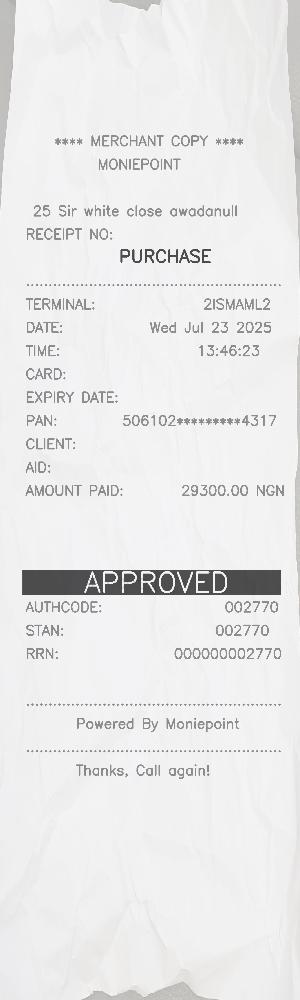 **** MERCHANT COPY ****
MONIEPOINT
25 Sir white close awadanull
RECEIPT NO:
PURCHASE
TERMINAL: 2ISMAML2
DATE: Wed Jul 23 2025
TIME: 13:46:23
CARD:
EXPIRY DATE:
PAN: 506102*********4317
CLIENT:
AID:
AMOUNT PAID: 29300.00 NGN
APPROVED
AUTHCODE: 002770
STAN: 002770
RRN: 000000002770
Powered By Moniepoint
Thanks, Call again!